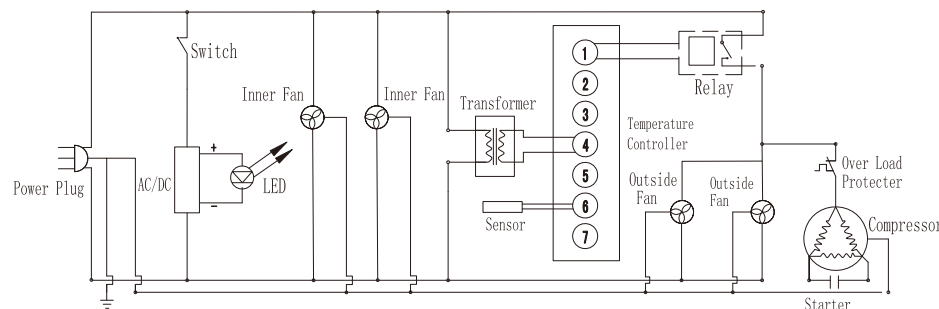 Switch
Inner Fan
Inner Fan
Transformer
1
2
3
4
5
6
7
Temperature
Controller
Relay
Power Plug
AC/DC
+
−
LED
Sensor
Outside
Fan
Outside
Fan
Over Load
Protecter
Compressor
Starter